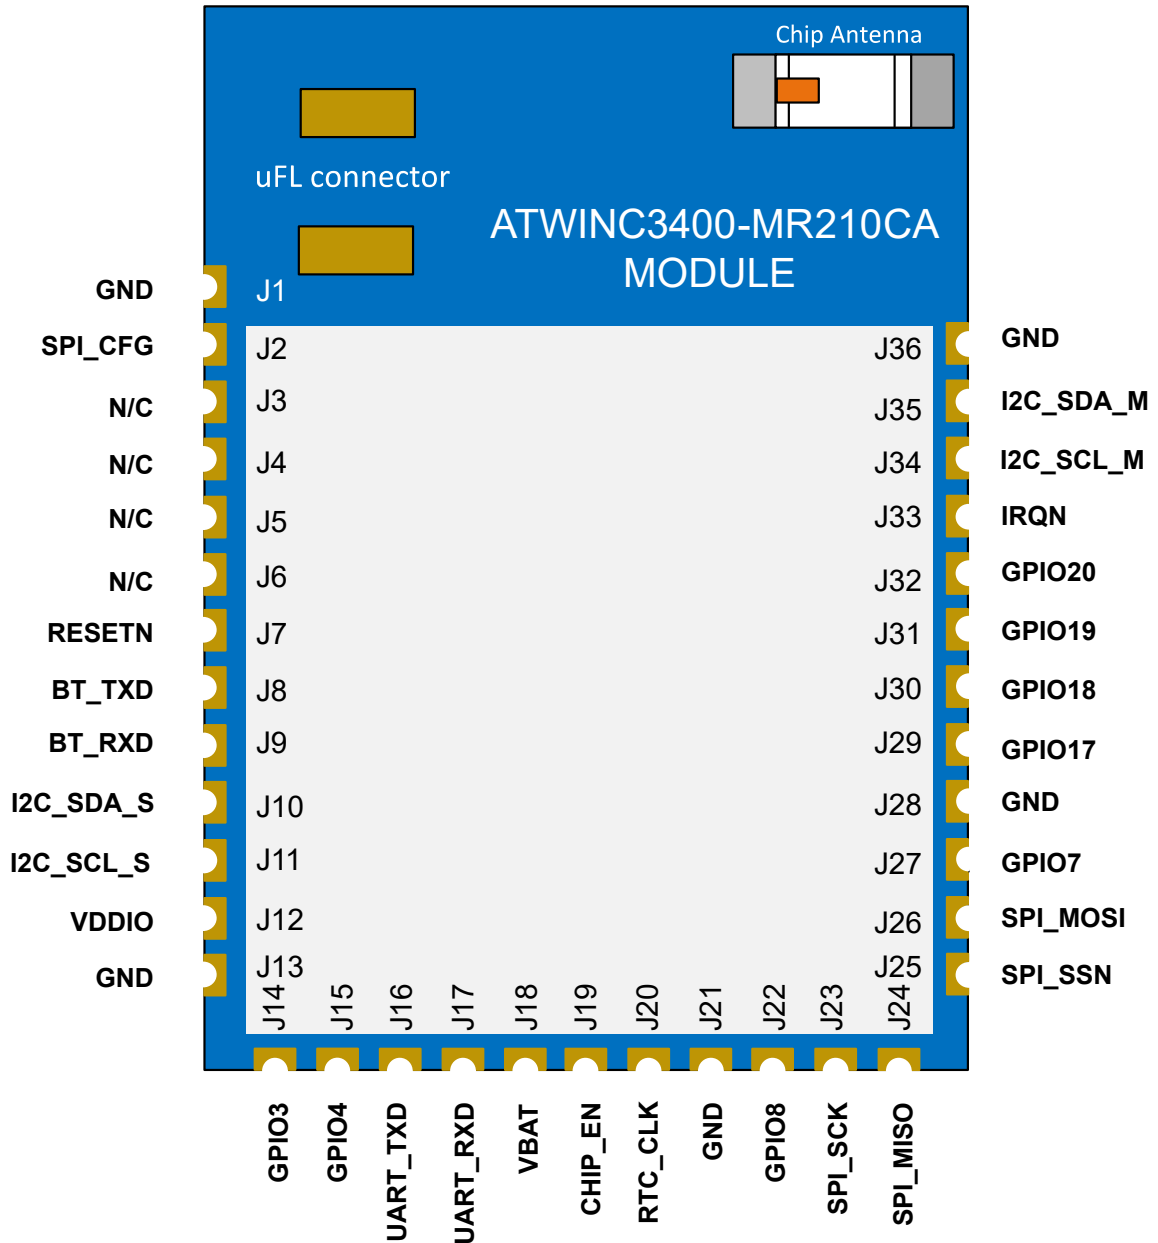 Chip Antenna
uFL connector
ATWINC3400-MR210CA
MODULE
GND J1
SPI_CFG J2
N/C J3
N/C J4
N/C J5
N/C J6
RESETN J7
BT_TXD J8
BT_RXD J9
I2C_SDA_S J10
I2C_SCL_S J11
VDDIO J12
GND J13
J36 GND
J35 I2C_SDA_M
J34 I2C_SCL_M
J33 IRQN
J32 GPIO20
J31 GPIO19
J30 GPIO18
J29 GPIO17
J28 GND
J27 GPIO7
J26 SPI_MOSI
J25 SPI_SSN
J14 J15 J16 J17 J18 J19 J20 J21 J22 J23 J24
GPIO3 GPIO4 UART_TXD UART_RXD VBAT CHIP_EN RTC_CLK GND GPIO8 SPI_SCK SPI_MISO